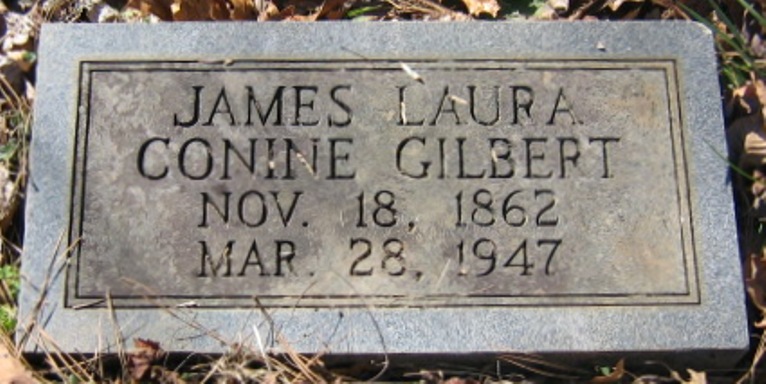 JAMES LAURA
CONINE GILBERT
NOV. 18, 1862
MAR. 28, 1947